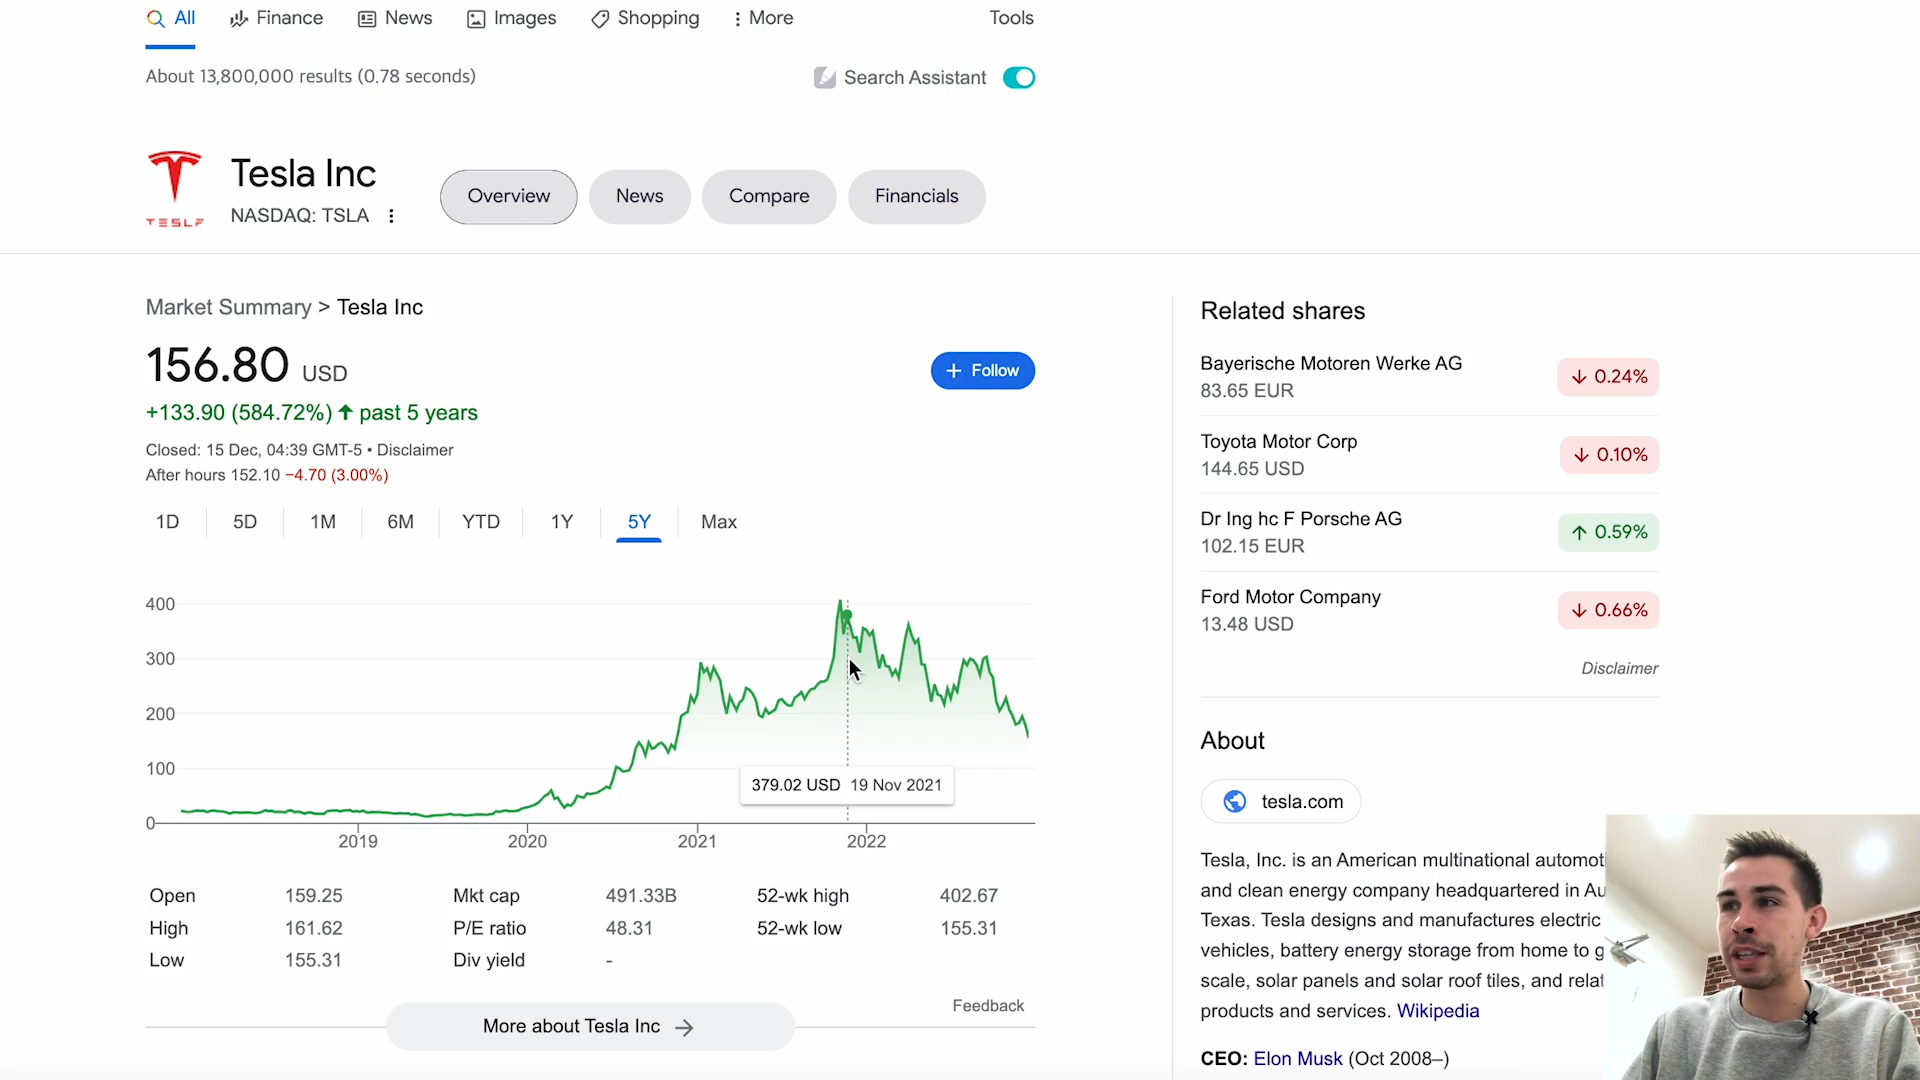 All Finance News Images Shopping More Tools
About 13,800,000 results (0.78 seconds) Search Assistant
Tesla Inc
NASDAQ: TSLA
Overview News Compare Financials
TESLA
Market Summary > Tesla Inc
156.80 USD
+ Follow
+133.90 (584.72%) ↑ past 5 years
Closed: 15 Dec, 04:39 GMT-5 • Disclaimer
After hours 152.10 −4.70 (3.00%)
1D 5D 1M 6M YTD 1Y 5Y Max
400
300
200
100
0
379.02 USD 19 Nov 2021
2019 2020 2021 2022
Open 159.25 Mkt cap 491.33B 52-wk high 402.67
High 161.62 P/E ratio 48.31 52-wk low 155.31
Low 155.31 Div yield -
Feedback
More about Tesla Inc →
Related shares
Bayerische Motoren Werke AG
83.65 EUR
↓ 0.24%
Toyota Motor Corp
144.65 USD
↓ 0.10%
Dr Ing hc F Porsche AG
102.15 EUR
↑ 0.59%
Ford Motor Company
13.48 USD
↓ 0.66%
Disclaimer
About
tesla.com
Tesla, Inc. is an American multinational automoti
and clean energy company headquartered in Au
Texas. Tesla designs and manufactures electric
vehicles, battery energy storage from home to g
scale, solar panels and solar roof tiles, and relat
products and services. Wikipedia
CEO: Elon Musk (Oct 2008–)